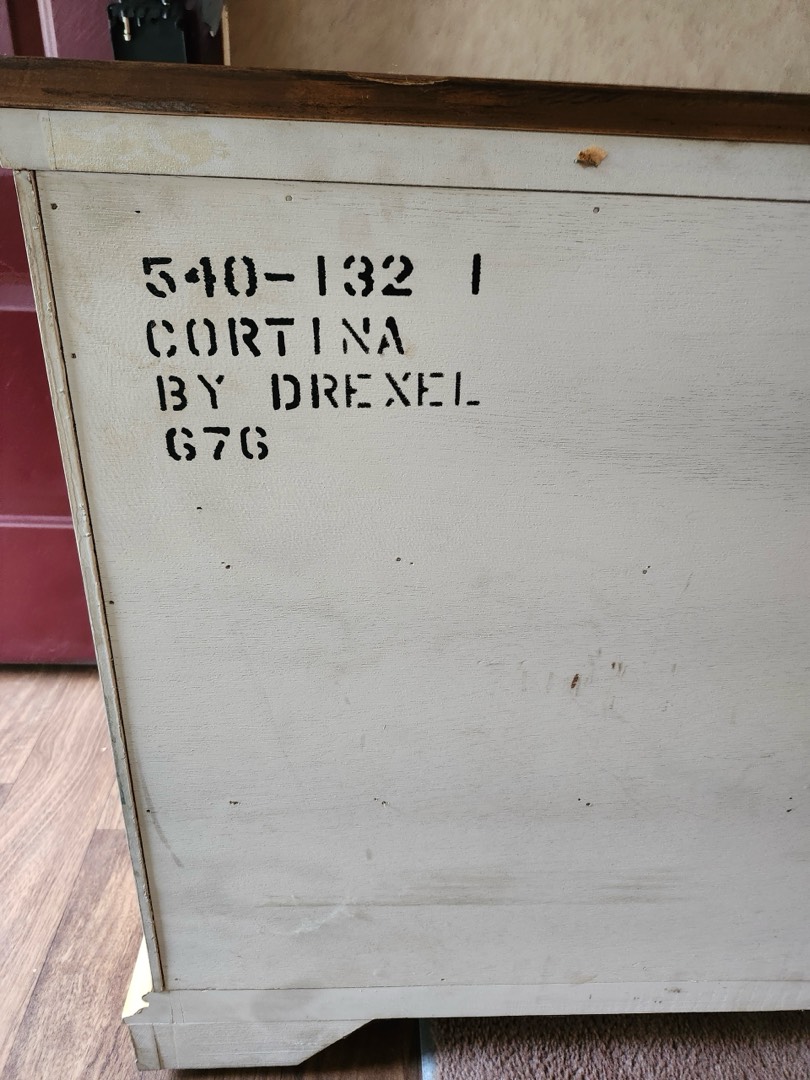 540-132 1
CORTINA
BY DREXEL
676